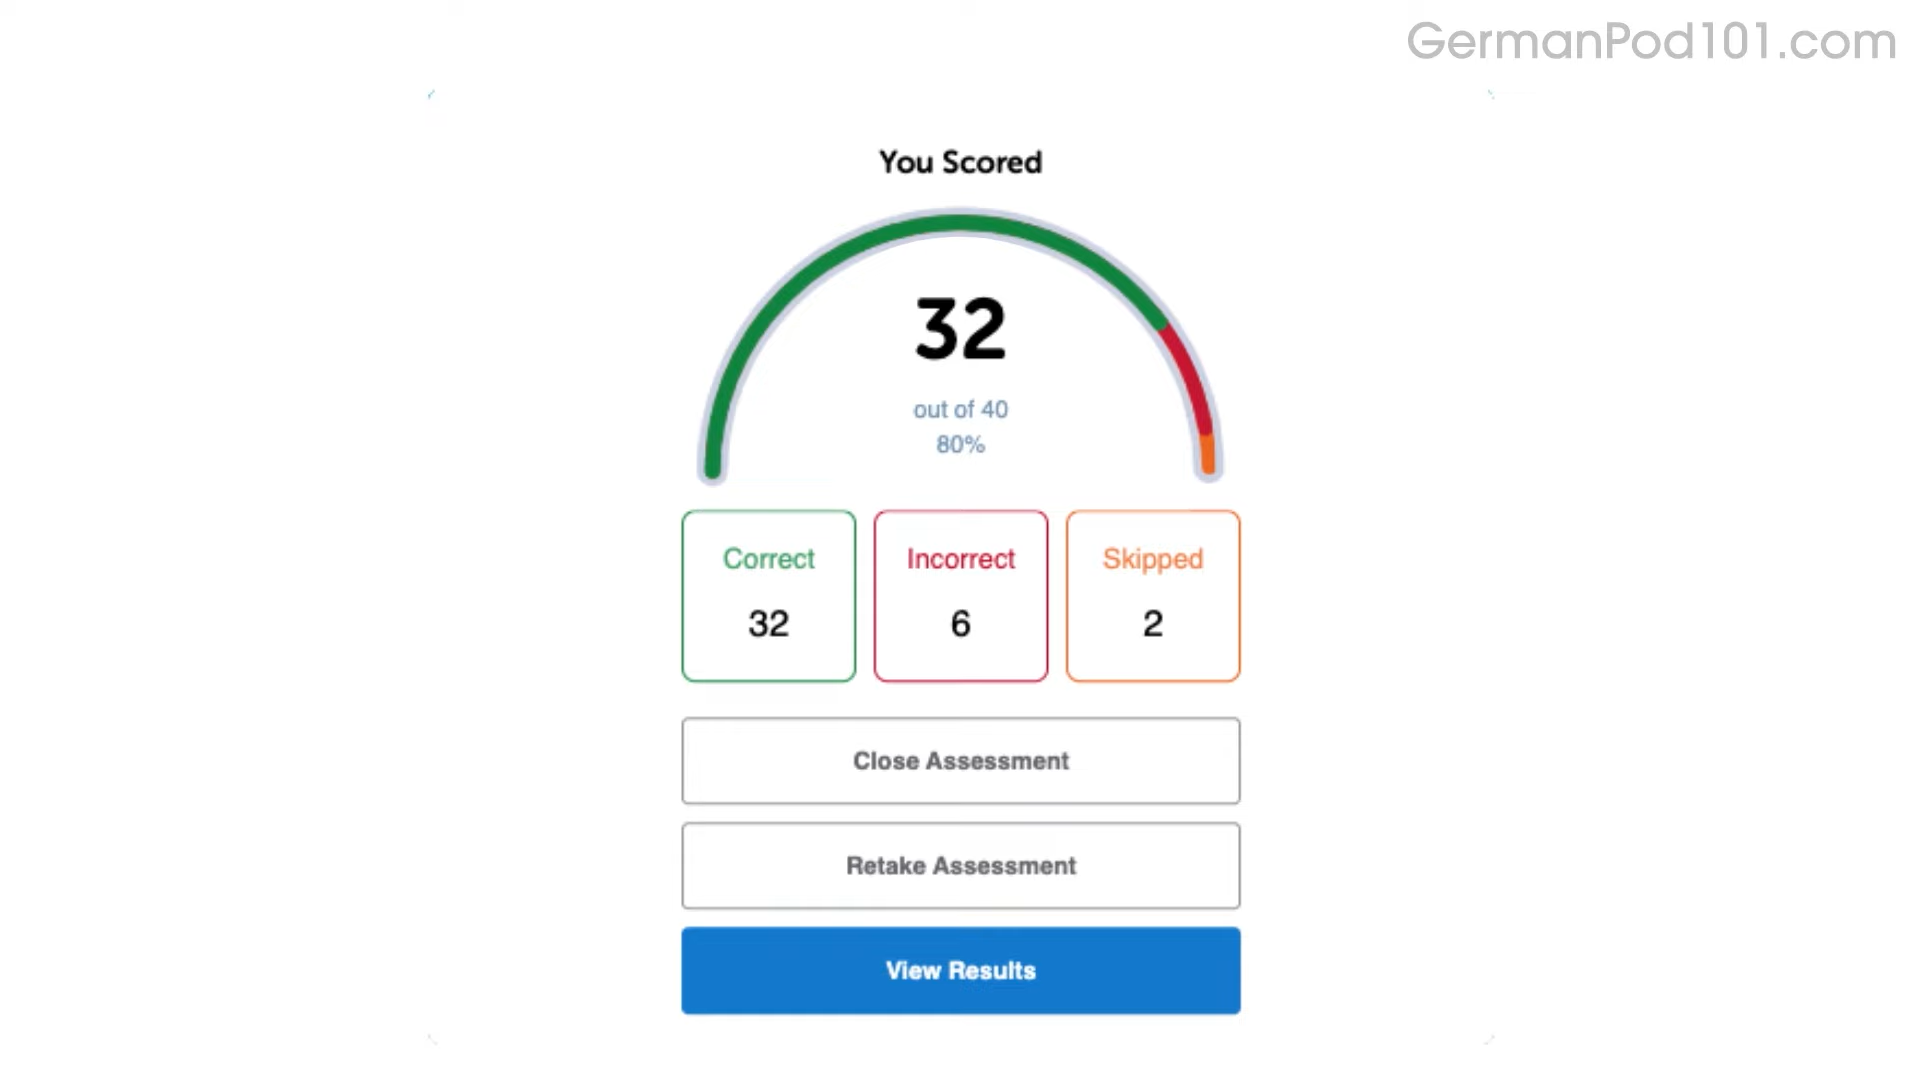 GermanPod101.com
You Scored
32
out of 40
80%
Correct
Incorrect
Skipped
32
6
2
Close Assessment
Retake Assessment
View Results